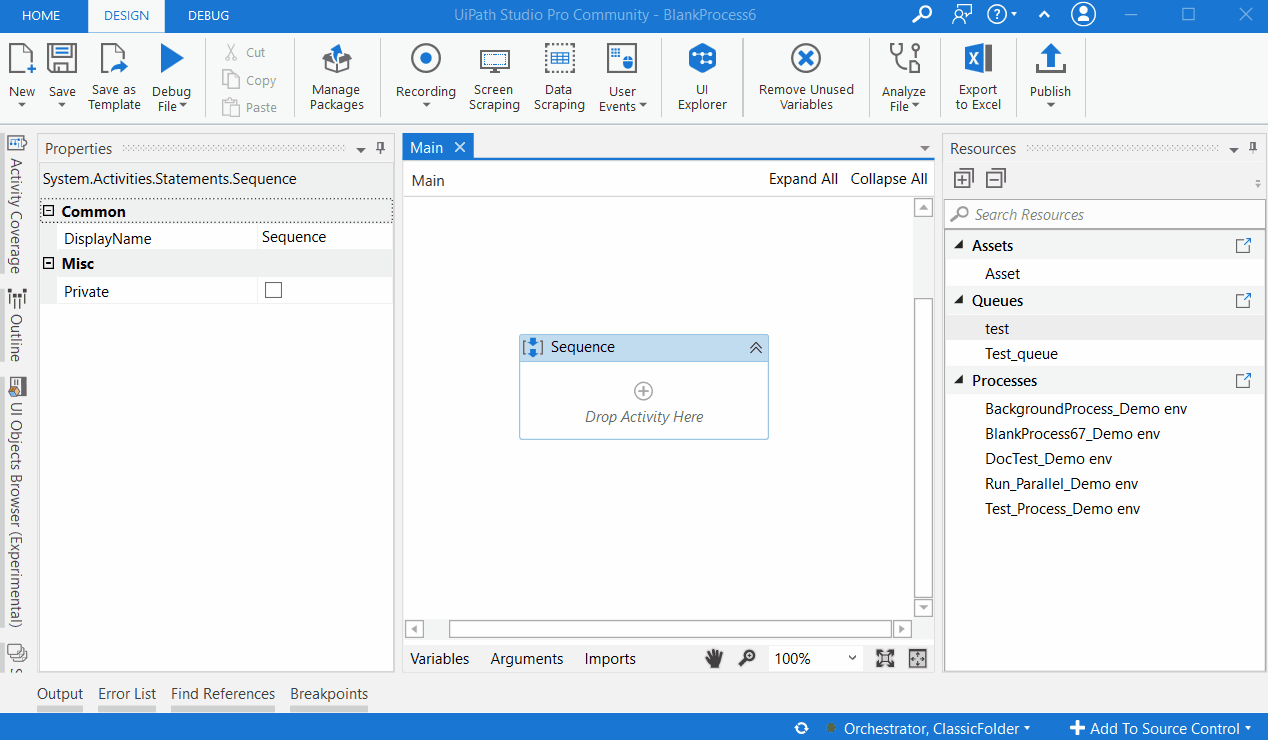 HOME DESIGN DEBUG UiPath Studio Pro Community - BlankProcess6
New Save Save as Template Debug File
Cut
Copy
Paste
Manage Packages Recording Screen Scraping Data Scraping User Events UI Explorer Remove Unused Variables Analyze File Export to Excel Publish
Activity Coverage
Outline
UI Objects Browser (Experimental)
Properties
System.Activities.Statements.Sequence
Common
DisplayName Sequence
Misc
Private
Main
Main Expand All Collapse All
Sequence
Drop Activity Here
Variables Arguments Imports 100%
Resources
Search Resources
Assets
Asset
Queues
test
Test_queue
Processes
BackgroundProcess_Demo env
BlankProcess67_Demo env
DocTest_Demo env
Run_Parallel_Demo env
Test_Process_Demo env
Output Error List Find References Breakpoints
Orchestrator, ClassicFolder Add To Source Control